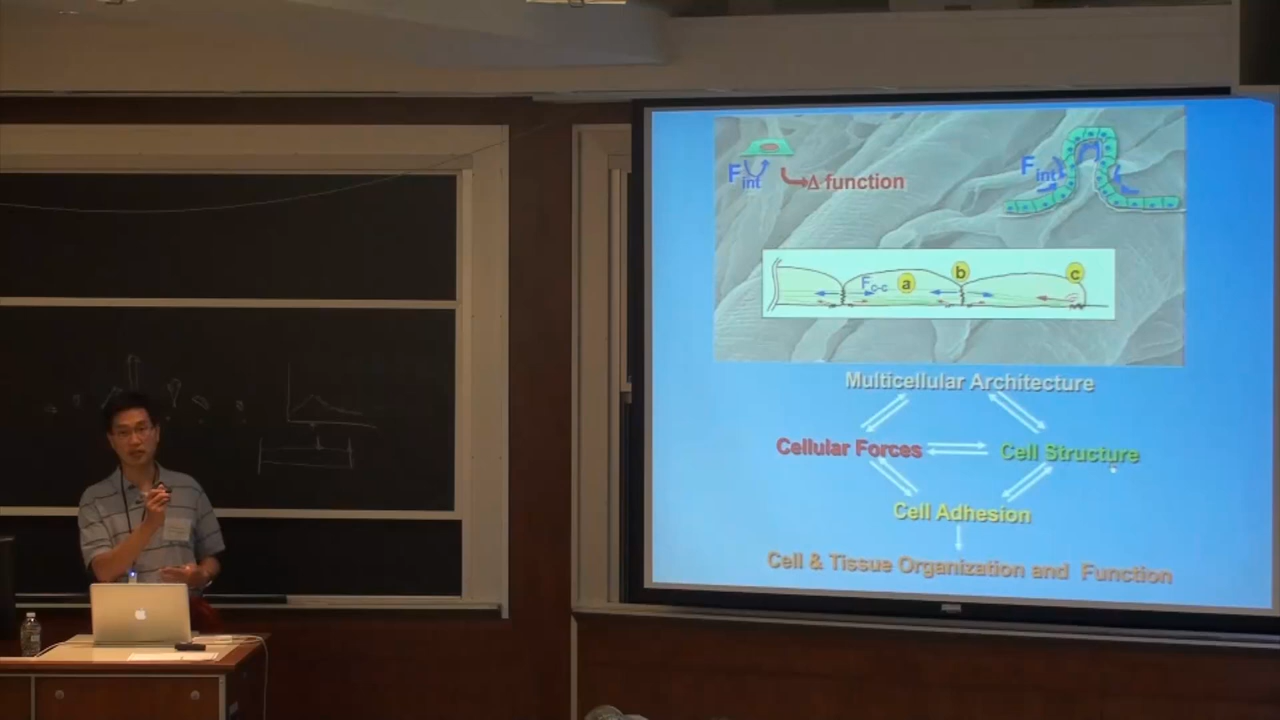 F int
Δ function
F int
F c-c
a
b
c
Multicellular Architecture
Cellular Forces
Cell Structure
Cell Adhesion
Cell & Tissue Organization and Function